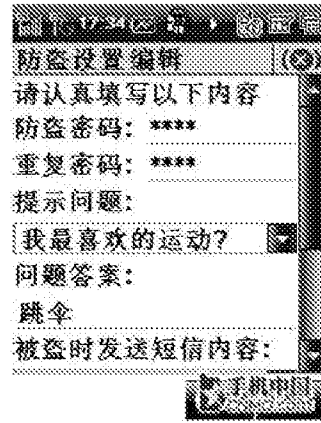 17:34
防盗设置编辑
请认真填写以下内容
防盗密码: ****
重复密码: ****
提示问题:
我最喜欢的运动?
问题答案:
跳伞
被盗时发送短信内容:
手机中国